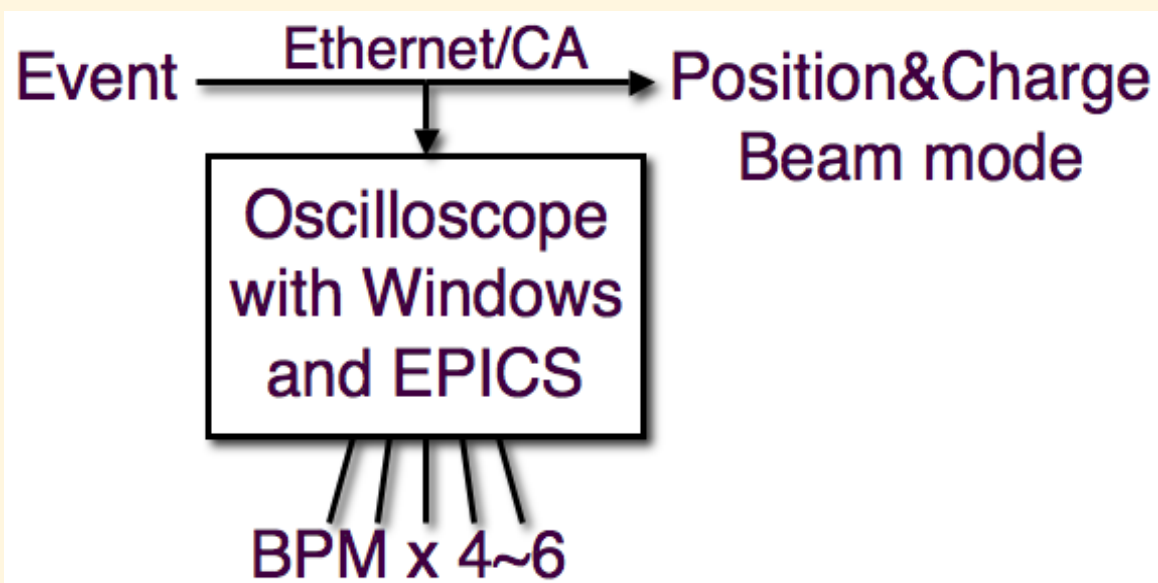 Ethernet/CA
Event
Position&Charge
Beam mode
Oscilloscope
with Windows
and EPICS
BPM x 4~6